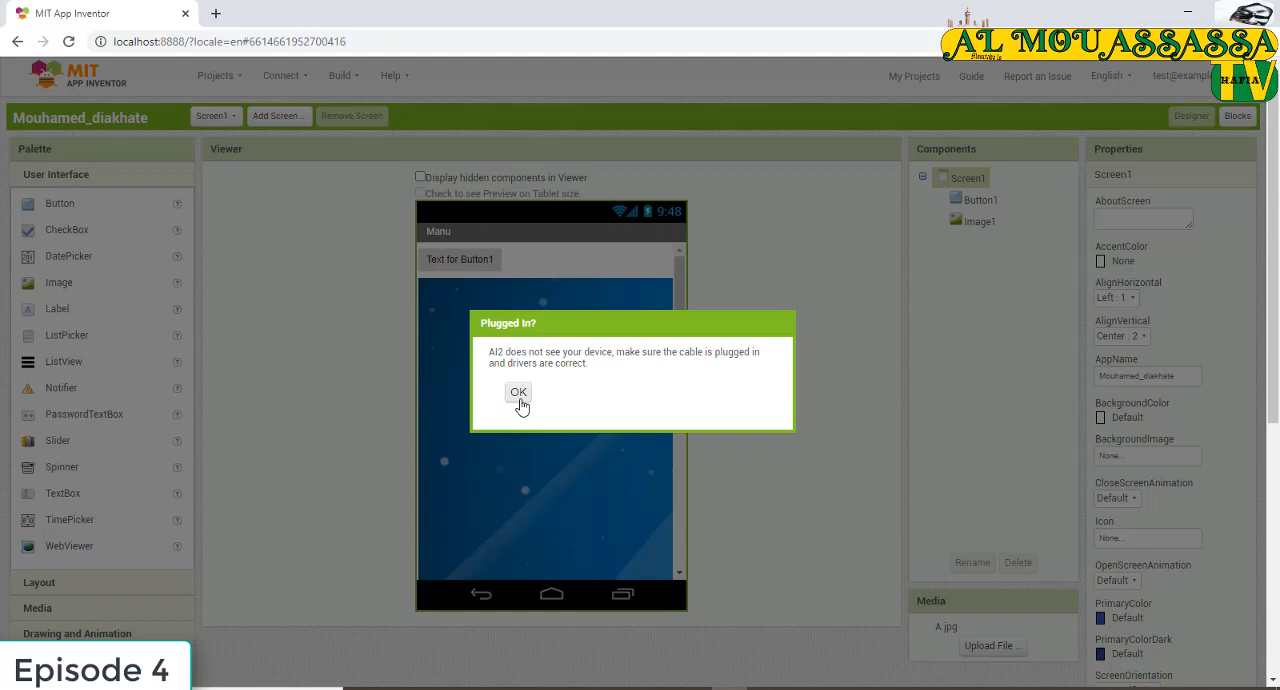 MIT App Inventor
localhost:8888/?locale=en#6614661952700416
AL MOUASSASSA
HAFIA
TV
MIT
APP INVENTOR
Projects
Connect
Build
Help
My Projects
Guide
Report an Issue
English
test@example
Mouhamed_diakhate
Screen1
Add Screen ...
Remove Screen
Designer
Blocks
Palette
Viewer
Components
Properties
User Interface
Button
CheckBox
DatePicker
Image
Label
ListPicker
ListView
Notifier
PasswordTextBox
Slider
Spinner
TextBox
TimePicker
WebViewer
Layout
Media
Drawing and Animation
Display hidden components in Viewer
Check to see Preview on Tablet size.
9:48
Manu
Text for Button1
Plugged In?
AI2 does not see your device, make sure the cable is plugged in
and drivers are correct.
OK
Screen1
Button1
Image1
Rename
Delete
Media
A.jpg
Upload File ...
Screen1
AboutScreen
AccentColor
None
AlignHorizontal
Left : 1
AlignVertical
Center : 2
AppName
Mouhamed_diakhate
BackgroundColor
Default
BackgroundImage
None...
CloseScreenAnimation
Default
Icon
None...
OpenScreenAnimation
Default
PrimaryColor
Default
PrimaryColorDark
Default
ScreenOrientation
Episode 4